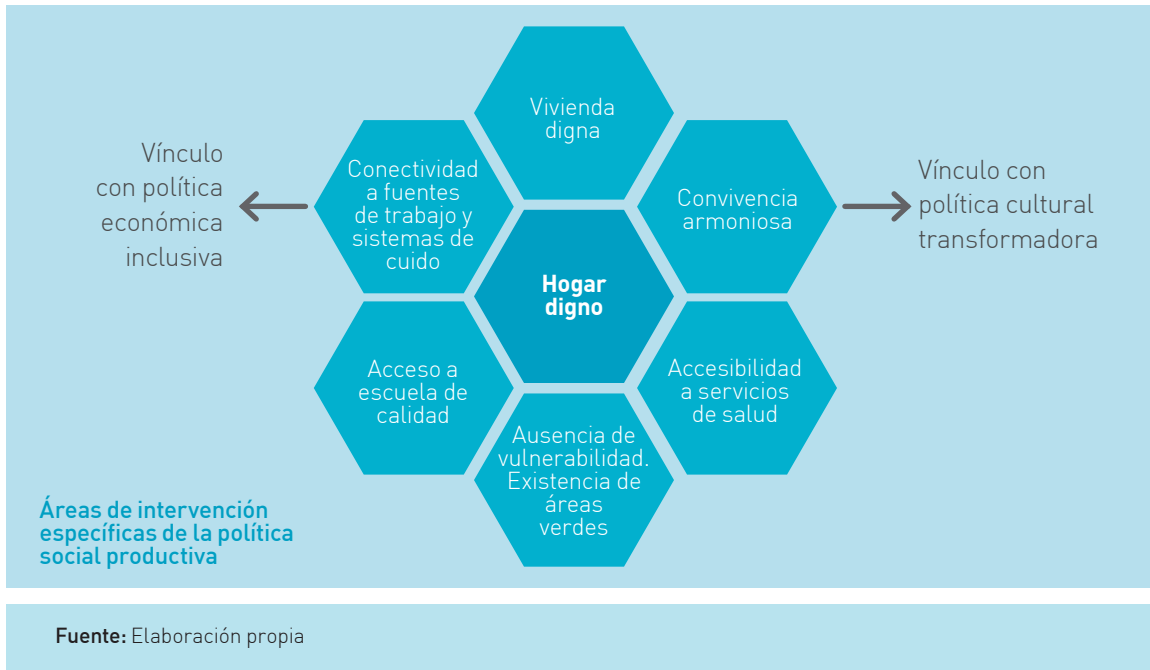 Vivienda
digna
Vínculo
con política
económica
inclusiva
Conectividad
a fuentes
de trabajo y
sistemas de
cuido
Convivencia
armoniosa
Vínculo con
política cultural
transformadora
Hogar
digno
Acceso a
escuela de
calidad
Accesibilidad
a servicios
de salud
Ausencia de
vulnerabilidad.
Existencia de
áreas
verdes
Áreas de intervención
específicas de la política
social productiva
Fuente: Elaboración propia